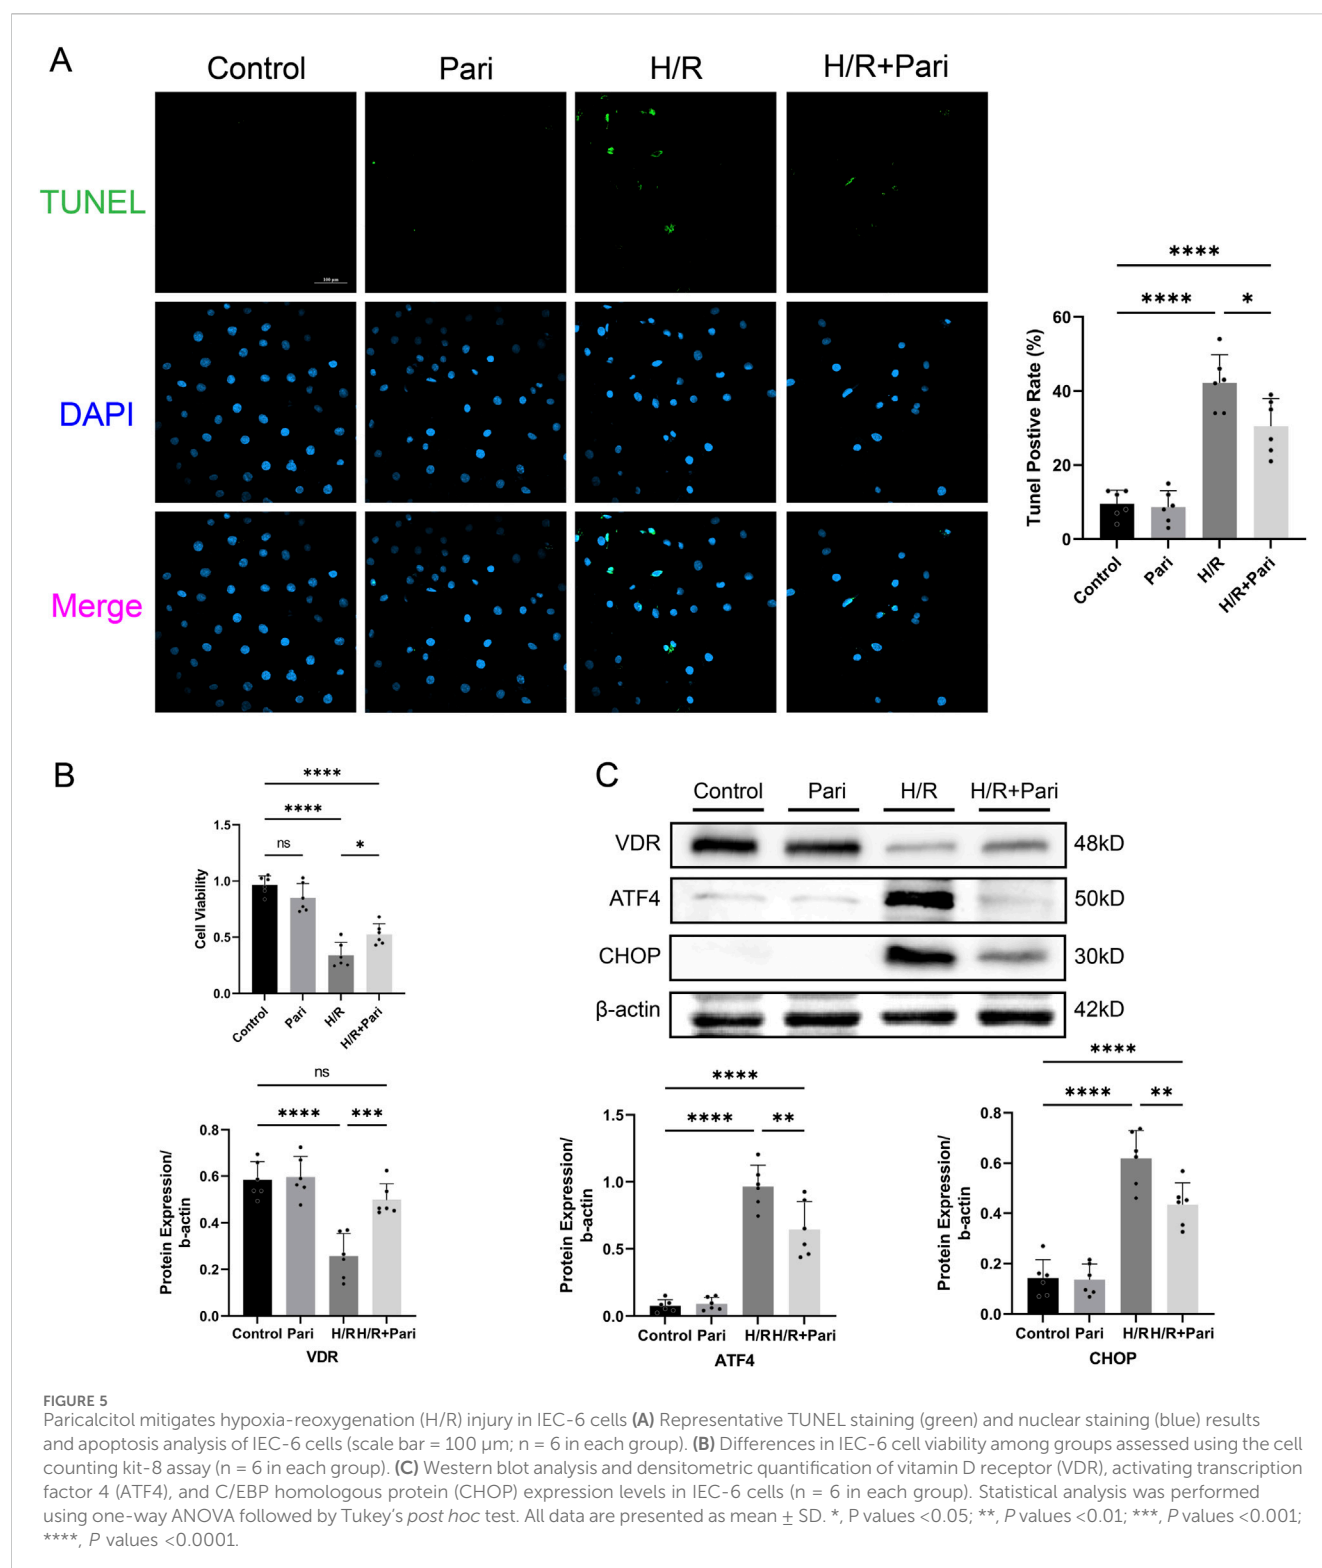 A
Control Pari H/R H/R+Pari
TUNEL
100 μm
DAPI
Merge
****
**** *
Tunel Postive Rate (%)
60
40
20
0
Control Pari H/R H/R+Pari
B
****
****
ns *
Cell Viability
1.5
1.0
0.5
0.0
Control Pari H/R H/R+Pari
C
Control Pari H/R H/R+Pari
VDR 48kD
ATF4 50kD
CHOP 30kD
β-actin 42kD
ns
**** ***
Protein Expression/
b-actin
0.8
0.6
0.4
0.2
0.0
Control Pari H/R H/R+Pari
VDR
****
**** **
Protein Expression/
b-actin
1.5
1.0
0.5
0.0
Control Pari H/R H/R+Pari
ATF4
****
**** **
Protein Expression/
b-actin
0.8
0.6
0.4
0.2
0.0
Control Pari H/R H/R+Pari
CHOP
FIGURE 5
Paricalcitol mitigates hypoxia-reoxygenation (H/R) injury in IEC-6 cells (A) Representative TUNEL staining (green) and nuclear staining (blue) results
and apoptosis analysis of IEC-6 cells (scale bar = 100 μm; n = 6 in each group). (B) Differences in IEC-6 cell viability among groups assessed using the cell
counting kit-8 assay (n = 6 in each group). (C) Western blot analysis and densitometric quantification of vitamin D receptor (VDR), activating transcription
factor 4 (ATF4), and C/EBP homologous protein (CHOP) expression levels in IEC-6 cells (n = 6 in each group). Statistical analysis was performed
using one-way ANOVA followed by Tukey's post hoc test. All data are presented as mean ± SD. *, P values <0.05; **, P values <0.01; ***, P values <0.001;
****, P values <0.0001.